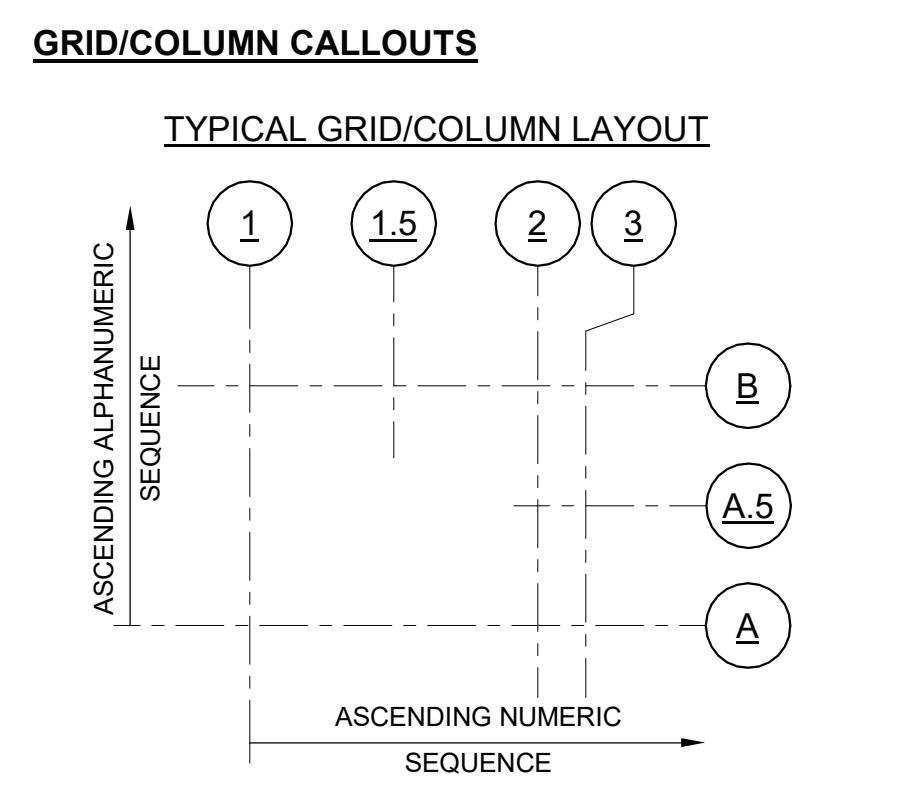 GRID/COLUMN CALLOUTS
TYPICAL GRID/COLUMN LAYOUT
1
1.5
2
3
ASCENDING ALPHANUMERIC
SEQUENCE
B
A.5
A
ASCENDING NUMERIC
SEQUENCE